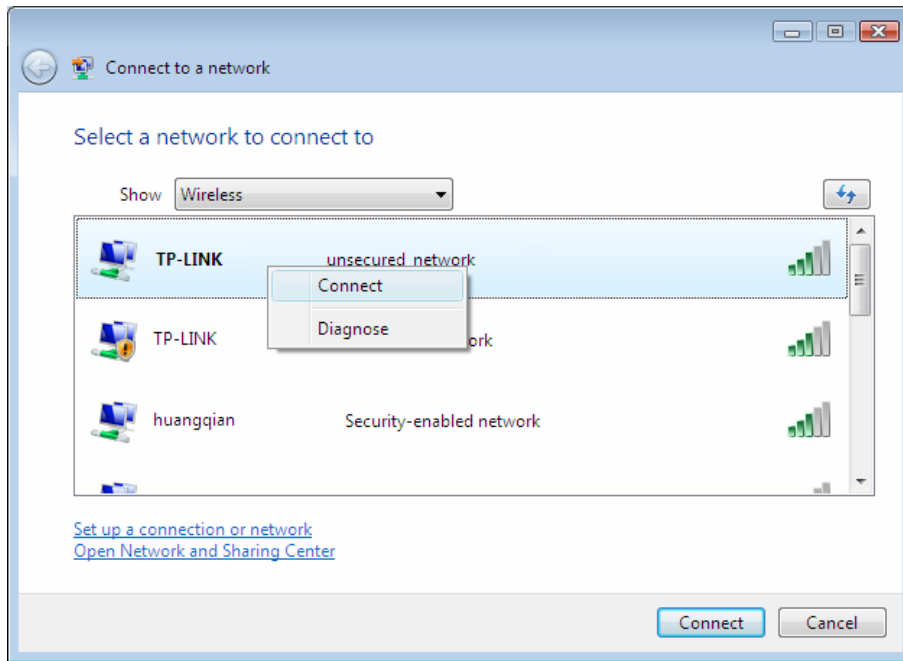 Connect to a network
Select a network to connect to
Show Wireless
TP-LINK unsecured network
Connect
Diagnose
TP-LINK
huangqian Security-enabled network
Set up a connection or network
Open Network and Sharing Center
Connect Cancel